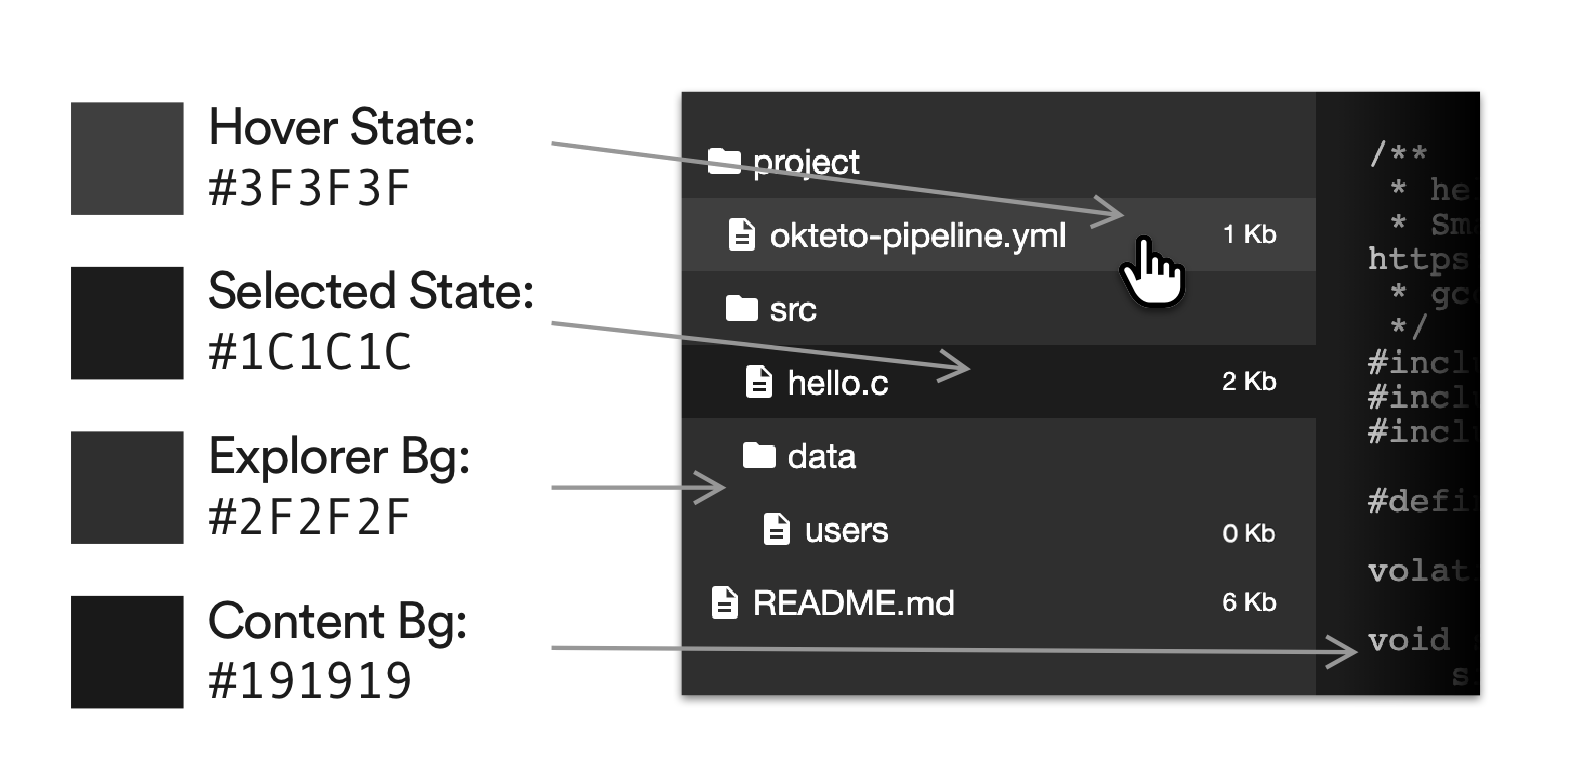 Hover State:
#3F3F3F
Selected State:
#1C1C1C
Explorer Bg:
#2F2F2F
Content Bg:
#191919
project
okteto-pipeline.yml 1 Kb
src
hello.c 2 Kb
data
users 0 Kb
README.md 6 Kb
/**
* he
* Sm
https
* gc
*/
#incl
#incl
#incl
#defi
volat
void
s